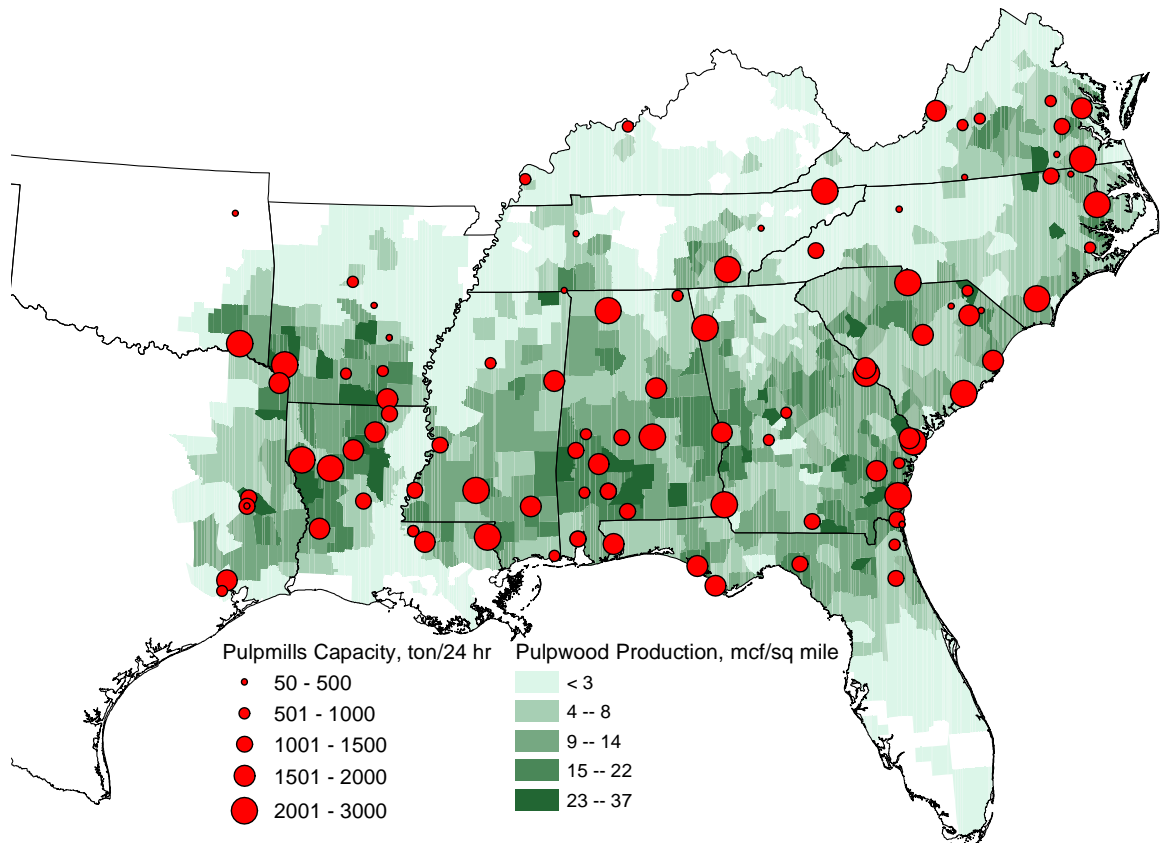 Pulpmills Capacity, ton/24 hr
50 - 500
501 - 1000
1001 - 1500
1501 - 2000
2001 - 3000
Pulpwood Production, mcf/sq mile
< 3
4 -- 8
9 -- 14
15 -- 22
23 -- 37